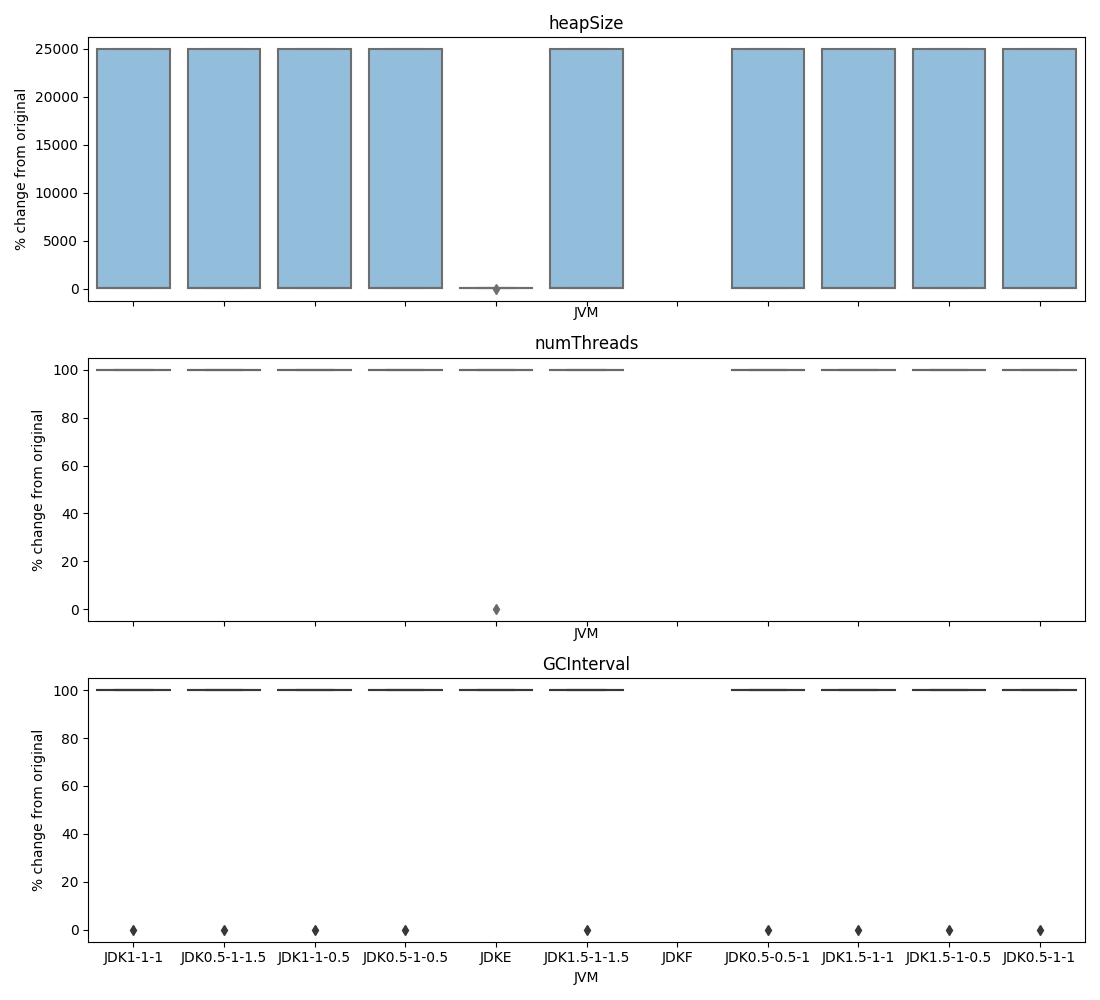 heapSize
% change from original
25000
20000
15000
10000
5000
0
JVM
numThreads
% change from original
100
80
60
40
20
0
JVM
GCInterval
% change from original
100
80
60
40
20
0
JDK1-1-1 JDK0.5-1-1.5 JDK1-1-0.5 JDK0.5-1-0.5 JDKE JDK1.5-1-1.5 JDKF JDK0.5-0.5-1 JDK1.5-1-1 JDK1.5-1-0.5 JDK0.5-1-1
JVM